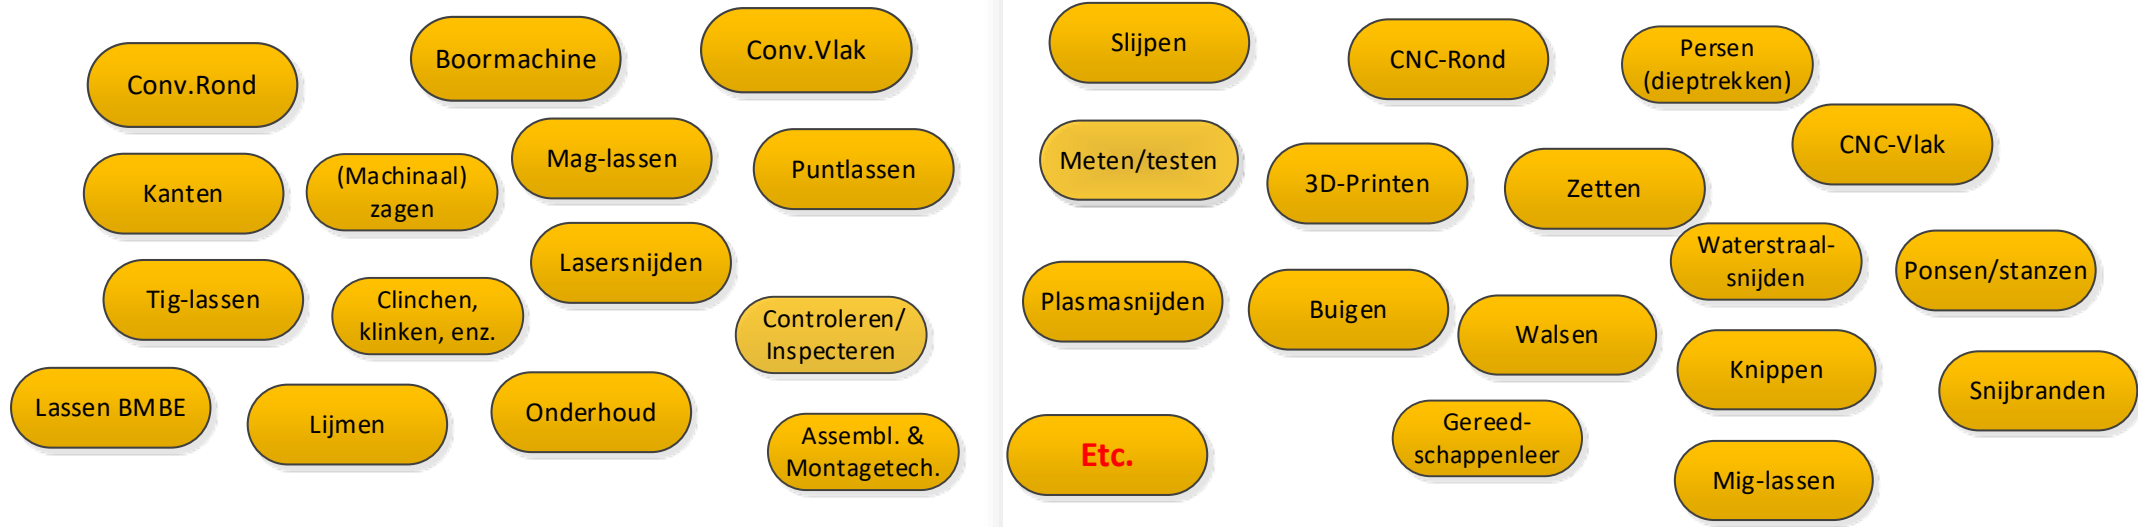 Conv.Rond
Boormachine
Conv.Vlak
Kanten
(Machinaal)
zagen
Mag-lassen
Puntlassen
Tig-lassen
Clinchen,
klinken, enz.
Lasersnijden
Controleren/
Inspecteren
Lassen BMBE
Lijmen
Onderhoud
Assembl. &
Montagetech.
Slijpen
CNC-Rond
Persen
(dieptrekken)
Meten/testen
3D-Printen
Zetten
CNC-Vlak
Plasmasnijden
Buigen
Walsen
Waterstraal-
snijden
Ponsen/stanzen
Knippen
Snijbranden
Etc.
Gereed-
schappenleer
Mig-lassen